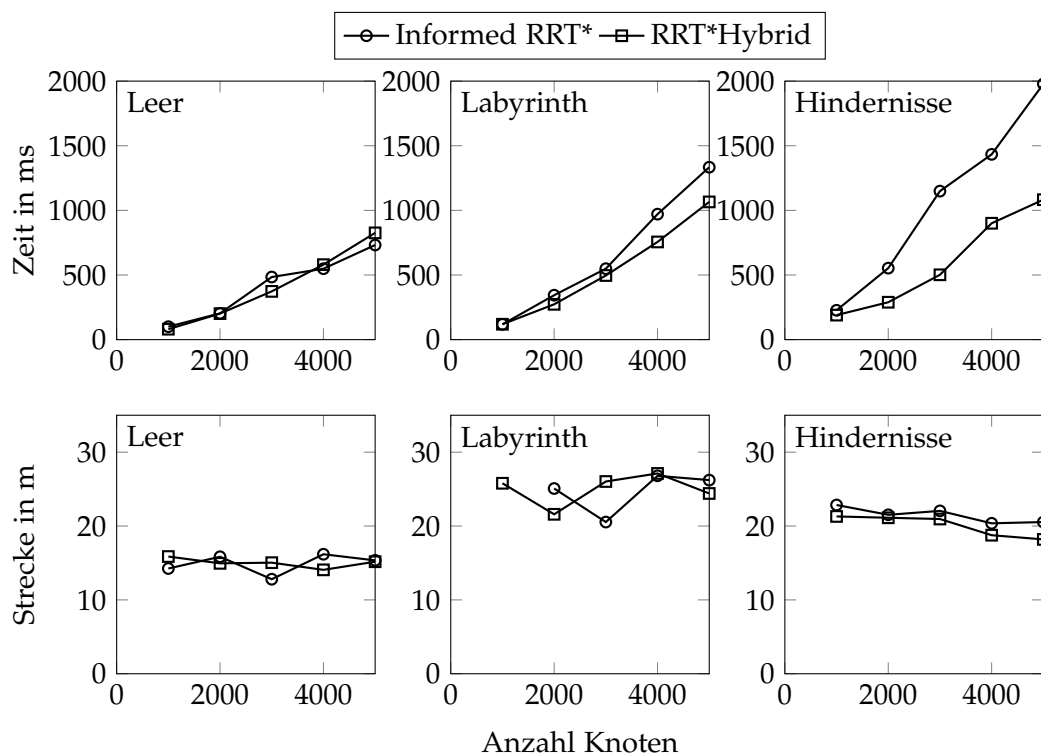 Informed RRT* RRT*Hybrid
Leer
Labyrinth
Hindernisse
Zeit in ms
2000 2000 2000
1500 1500 1500
1000 1000 1000
500 500 500
0 0 0
0 2000 4000 0 2000 4000 0 2000 4000
Leer
Labyrinth
Hindernisse
Strecke in m
30 30 30
20 20 20
10 10 10
0 0 0
0 2000 4000 0 2000 4000 0 2000 4000
Anzahl Knoten